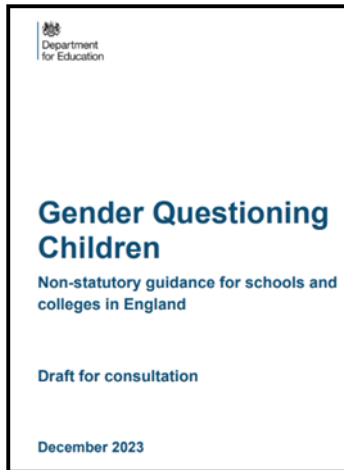 Department
for Education
Gender Questioning
Children
Non-statutory guidance for schools and
colleges in England
Draft for consultation
December 2023